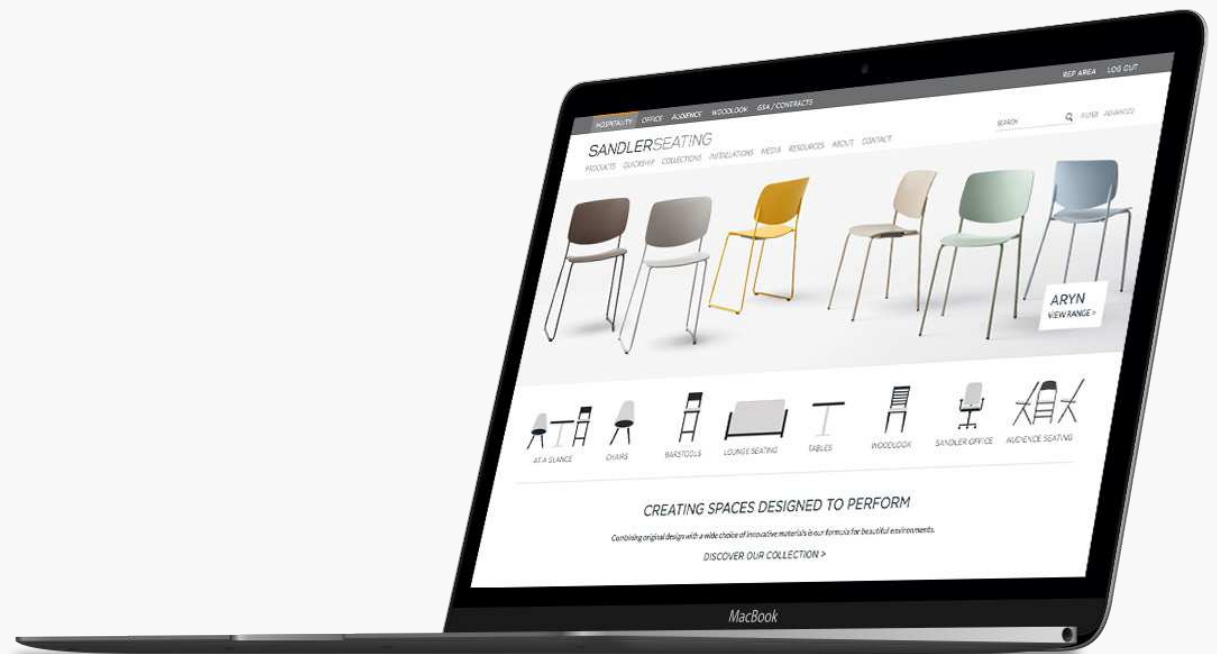 HOSPITALITY OFFICE AUDIENCE WOODLOOK GSA / CONTRACTS REP AREA LOG OUT
SANDLERSEATING
SEARCH FILTER ADVANCED
PRODUCTS QUICKSHIP COLLECTIONS INSTALLATIONS MEDIA RESOURCES ABOUT CONTACT
ARYN
VIEW RANGE >
AT A GLANCE CHAIRS BARSTOOLS LOUNGE SEATING TABLES WOODLOOK SANDLER OFFICE AUDIENCE SEATING
CREATING SPACES DESIGNED TO PERFORM
Combining original design with a wide choice of innovative materials is our formula for beautiful environments.
DISCOVER OUR COLLECTION >
MacBook